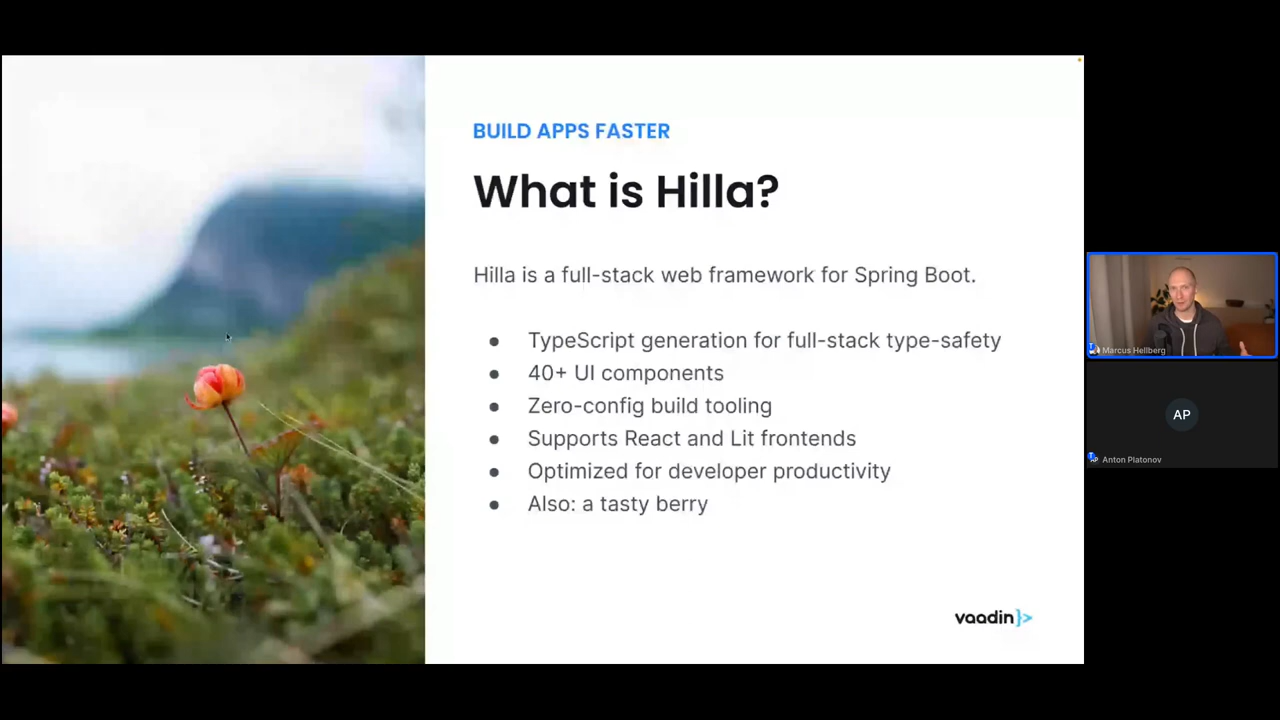 BUILD APPS FASTER
What is Hilla?
Hilla is a full-stack web framework for Spring Boot.
● TypeScript generation for full-stack type-safety
● 40+ UI components
● Zero-config build tooling
● Supports React and Lit frontends
● Optimized for developer productivity
● Also: a tasty berry
vaadin}>
Marcus Hellberg
AP
Anton Platonov